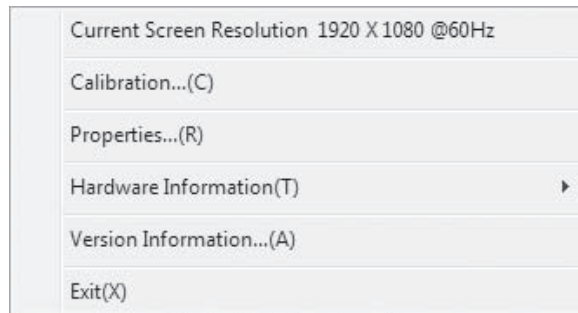 Current Screen Resolution 1920 X 1080 @60Hz
Calibration...(C)
Properties...(R)
Hardware Information(T)
Version Information...(A)
Exit(X)